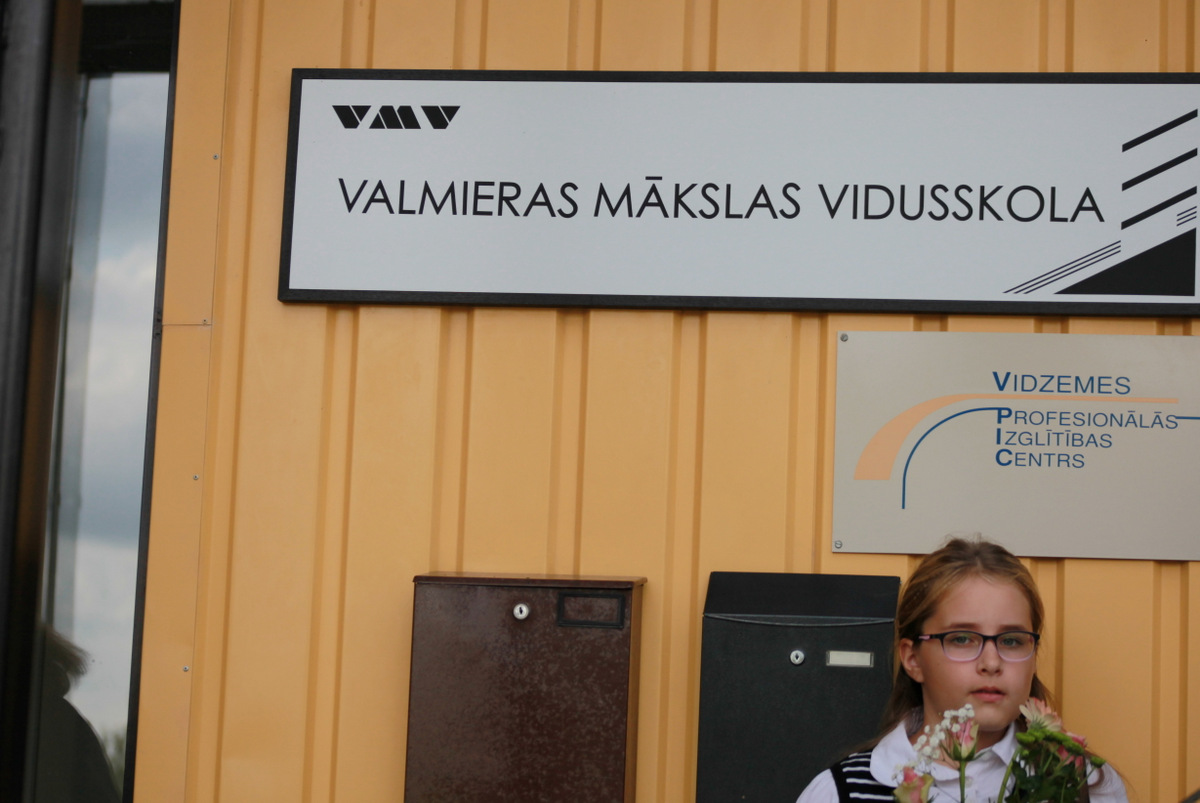 VMV
VALMIERAS MĀKSLAS VIDUSSKOLA
VIDZEMES
PROFESIONĀLĀS
IZGLĪTĪBAS
CENTRS